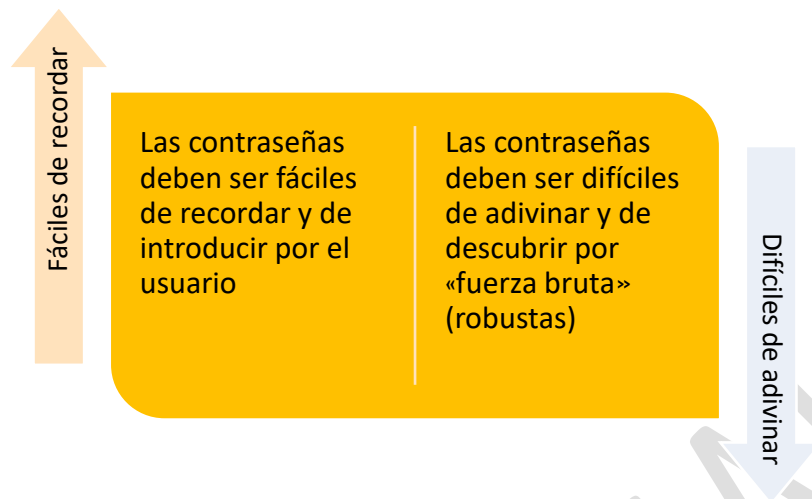 Fáciles de recordar
Las contraseñas
deben ser fáciles
de recordar y de
introducir por el
usuario
Las contraseñas
deben ser difíciles
de adivinar y de
descubrir por
«fuerza bruta»
(robustas)
Difíciles de adivinar